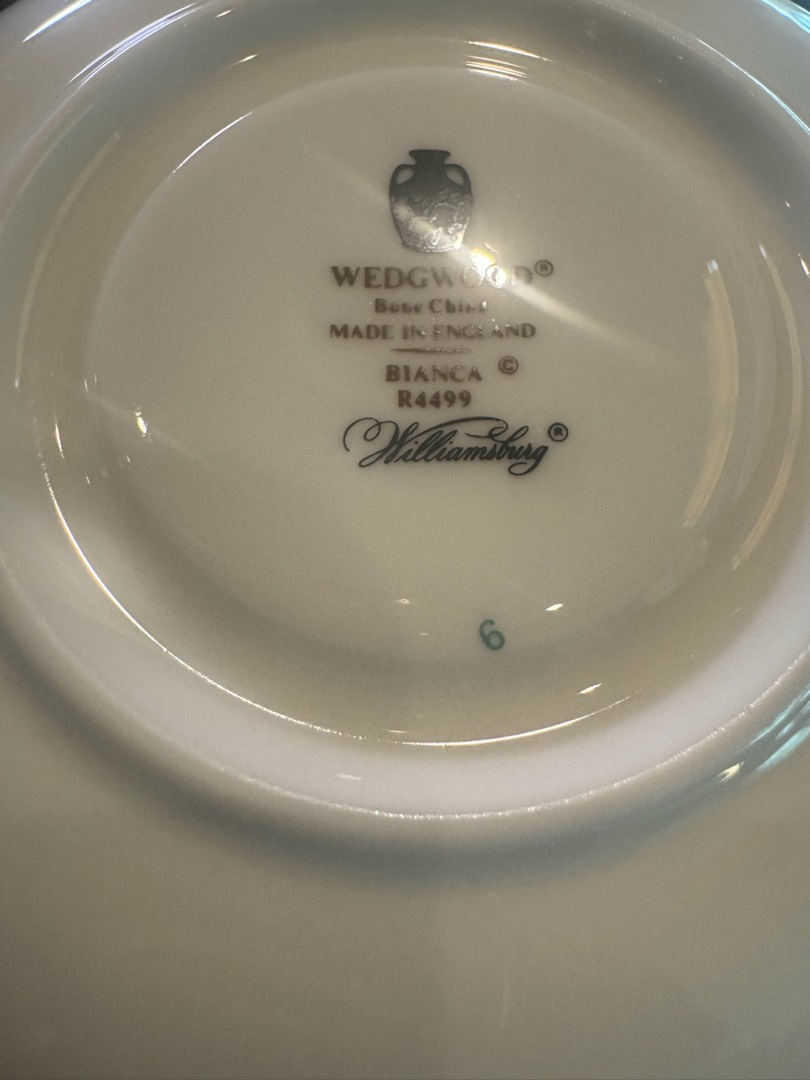 WEDGWOOD®
Bone China
MADE IN ENGLAND
BIANCA ©
R4499
Williamsburg®
6